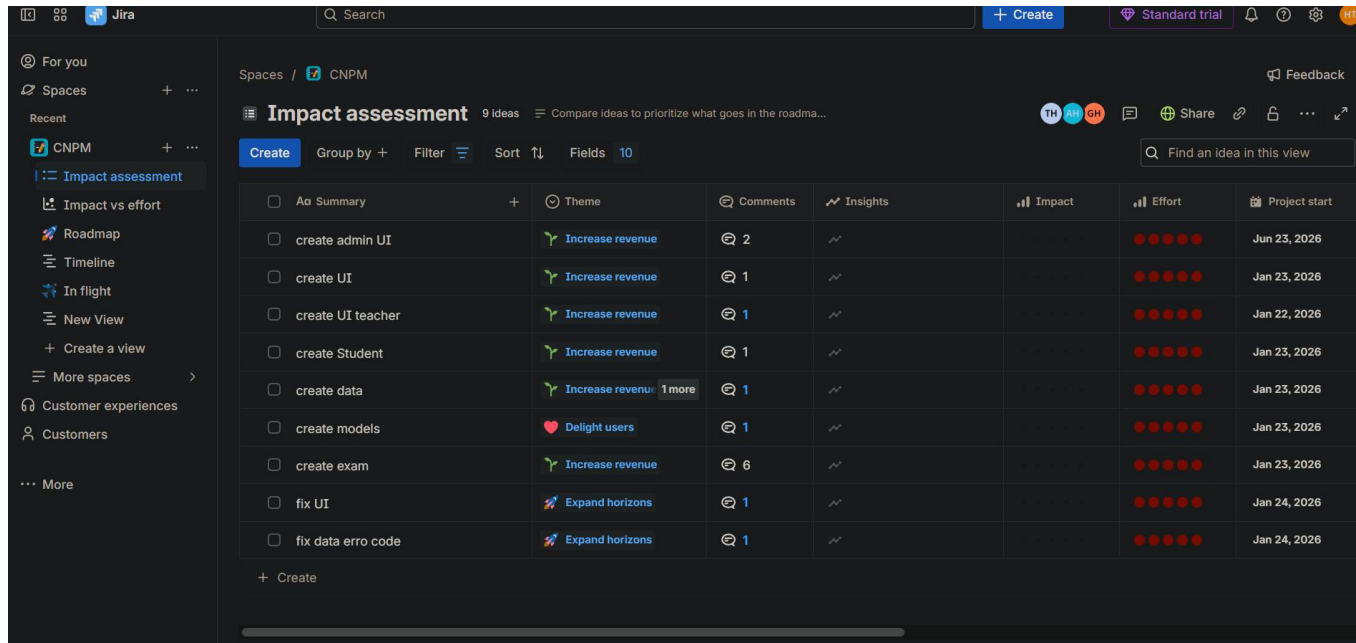 Jira
Search
+ Create
Standard trial
HT
For you
Spaces
Recent
CNPM
Impact assessment
Impact vs effort
Roadmap
Timeline
In flight
New View
+ Create a view
More spaces
Customer experiences
Customers
More
Spaces / CNPM
Feedback
Impact assessment 9 ideas Compare ideas to prioritize what goes in the roadma...
TH AH GH Share
Create Group by + Filter Sort Fields 10 Find an idea in this view
Aa Summary + Theme Comments Insights Impact Effort Project start
create admin UI Increase revenue 2 Jun 23, 2026
create UI Increase revenue 1 Jan 23, 2026
create UI teacher Increase revenue 1 Jan 22, 2026
create Student Increase revenue 1 Jan 23, 2026
create data Increase revenue 1 more 1 Jan 23, 2026
create models Delight users 1 Jan 23, 2026
create exam Increase revenue 6 Jan 23, 2026
fix UI Expand horizons 1 Jan 24, 2026
fix data erro code Expand horizons 1 Jan 24, 2026
+ Create